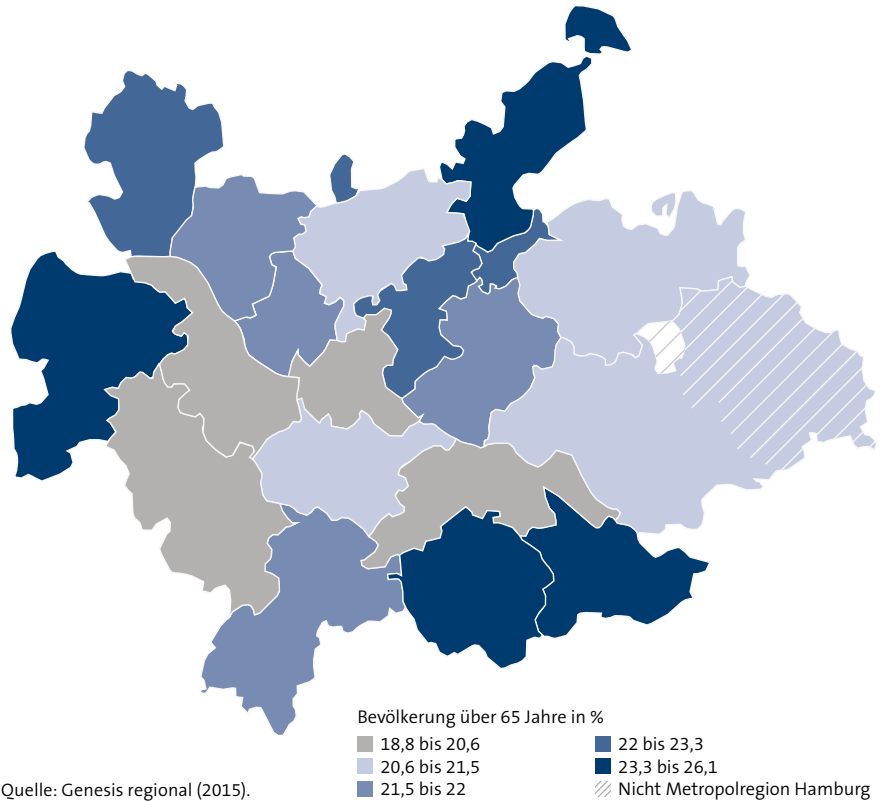 Bevölkerung über 65 Jahre in %
18,8 bis 20,6
20,6 bis 21,5
21,5 bis 22
22 bis 23,3
23,3 bis 26,1
Nicht Metropolregion Hamburg
Quelle: Genesis regional (2015).